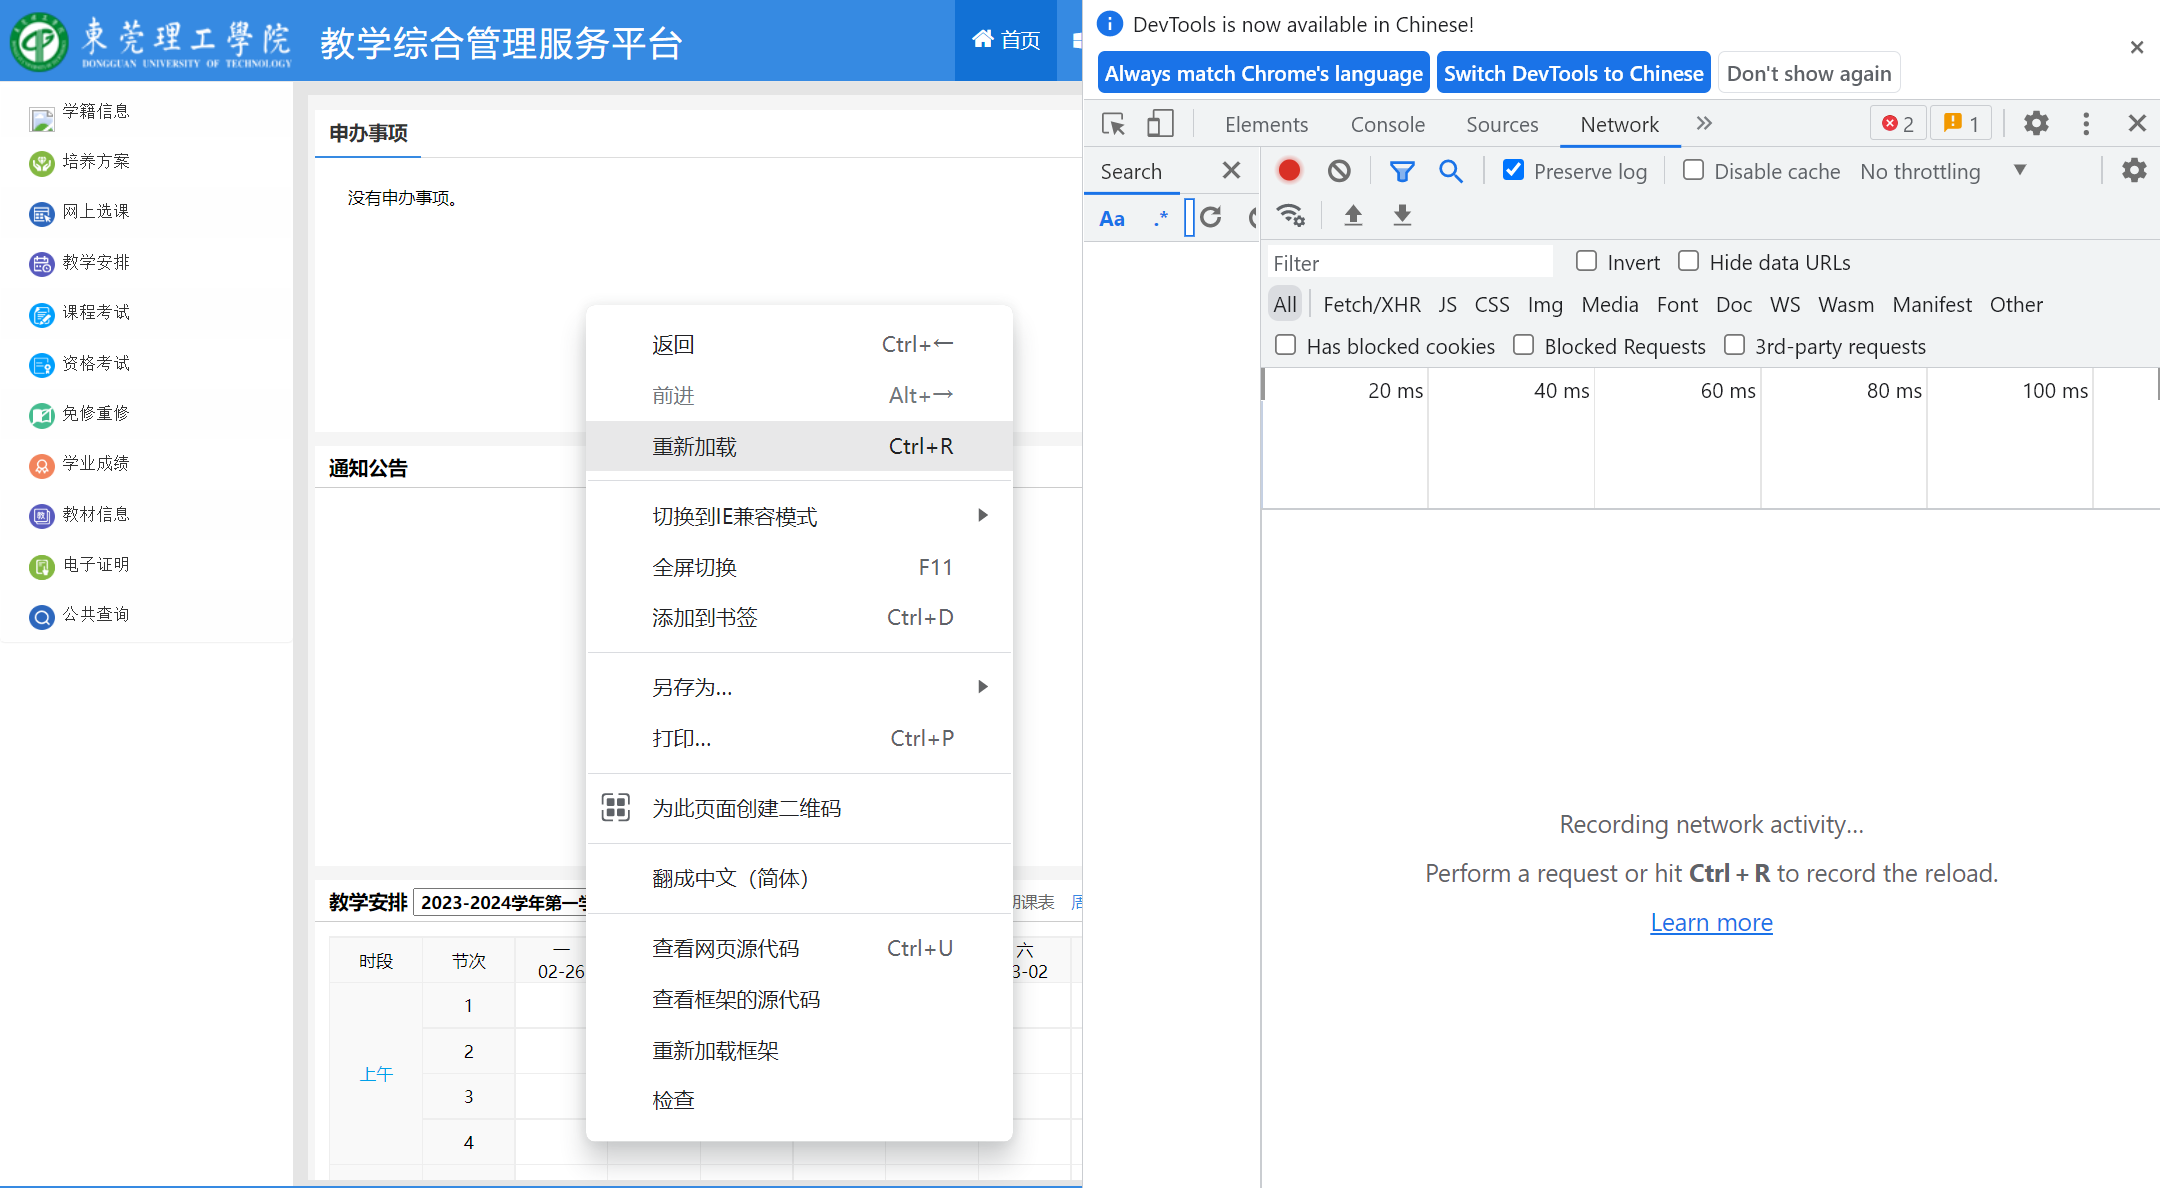 東莞理工學院
DONGGUAN UNIVERSITY OF TECHNOLOGY
教学综合管理服务平台
首页
学籍信息
培养方案
网上选课
教学安排
课程考试
资格考试
免修重修
学业成绩
教材信息
电子证明
公共查询
申办事项
没有申办事项。
通知公告
教学安排 2023-2024学年第一学
期课表 周
时段 节次 一 六
02-26 3-02
上午
1
2
3
4
返回 Ctrl+←
前进 Alt+→
重新加载 Ctrl+R
切换到IE兼容模式
全屏切换 F11
添加到书签 Ctrl+D
另存为...
打印... Ctrl+P
为此页面创建二维码
翻成中文（简体）
查看网页源代码 Ctrl+U
查看框架的源代码
重新加载框架
检查
DevTools is now available in Chinese!
Always match Chrome's language Switch DevTools to Chinese Don't show again
Elements Console Sources Network 2 1
Search
Aa .*
Preserve log Disable cache No throttling
Filter Invert Hide data URLs
All Fetch/XHR JS CSS Img Media Font Doc WS Wasm Manifest Other
Has blocked cookies Blocked Requests 3rd-party requests
20 ms 40 ms 60 ms 80 ms 100 ms
Recording network activity...
Perform a request or hit Ctrl + R to record the reload.
Learn more